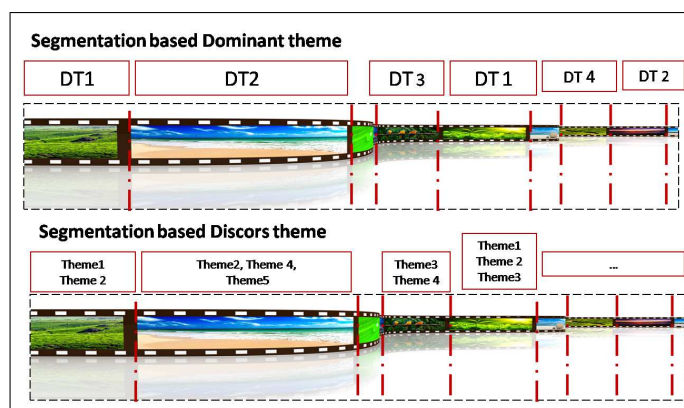 Segmentation based Dominant theme
DT1
DT2
DT 3
DT 1
DT 4
DT 2
Segmentation based Discors theme
Theme1
Theme 2
Theme2, Theme 4,
Theme5
Theme3
Theme 4
Theme1
Theme 2
Theme3
...